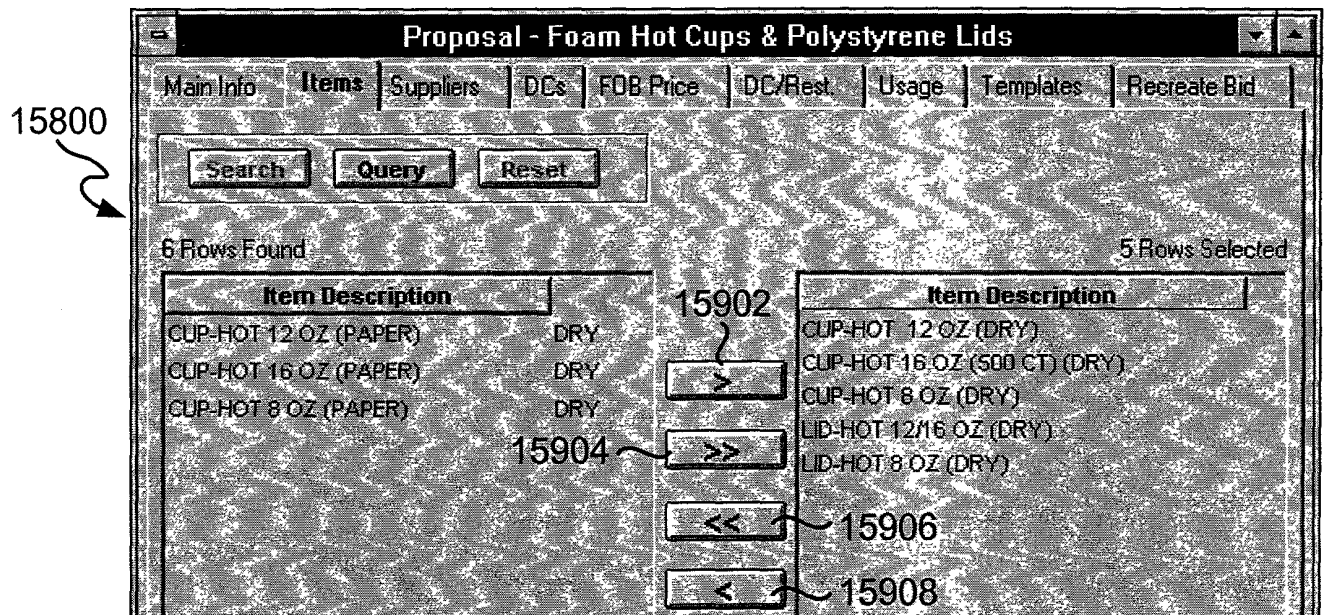 Proposal - Foam Hot Cups & Polystyrene Lids
Main Info Items Suppliers DCs FOB Price DC/Rest. Usage Templates Recreate Bid
15800
Search Query Reset
6 Rows Found
5 Rows Selected
Item Description
CUP-HOT 12 OZ (PAPER) DRY
CUP-HOT 16 OZ (PAPER) DRY
CUP-HOT 8 OZ (PAPER) DRY
15902
>
15904
>>
<<
15906
<
15908
Item Description
CUP-HOT 12 OZ (DRY)
CUP-HOT 16 OZ (500 CT) (DRY)
CUP-HOT 8 OZ (DRY)
LID-HOT 12/16 OZ (DRY)
LID-HOT 8 OZ (DRY)